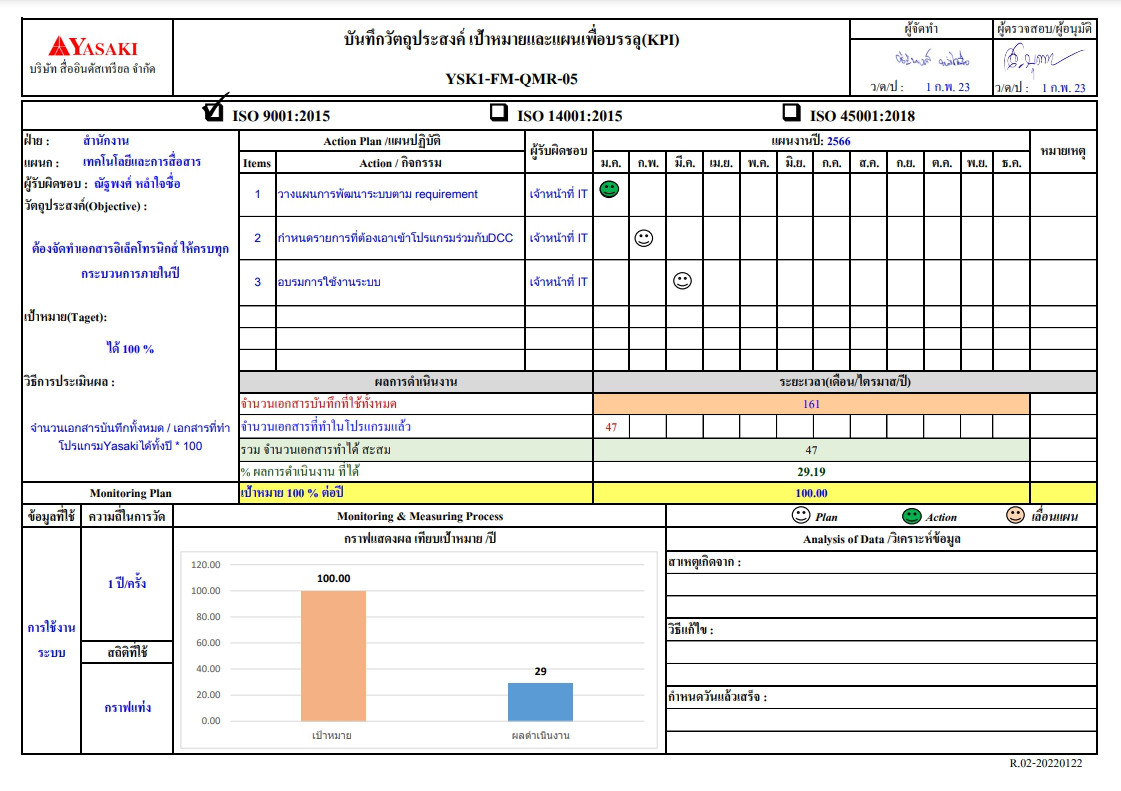 YASAKI
บริษัท สื่ออินดัสเทรียล จำกัด
บันทึกวัตถุประสงค์ เป้าหมายและแผนเพื่อบรรลุ(KPI)
YSK1-FM-QMR-05
ผู้จัดทำ ผู้ตรวจสอบ/ผู้อนุมัติ
ว/ด/ป : 1 ก.พ. 23 ว/ด/ป : 1 ก.พ. 23
ISO 9001:2015 ISO 14001:2015 ISO 45001:2018
ฝ่าย : สำนักงาน
แผนก : เทคโนโลยีและการสื่อสาร
ผู้รับผิดชอบ : ณัฐพงศ์ หลำใจซื่อ
วัตถุประสงค์(Objective) :
ต้องจัดทำเอกสารอิเล็คโทรนิกส์ ให้ครบทุก
กระบวนการภายในปี
เป้าหมาย(Taget):
ได้ 100 %
วิธีการประเมินผล :
จำนวนเอกสารบันทึกทั้งหมด / เอกสารที่ทำ
โปรแกรมYasakiได้ทั้งปี * 100
Action Plan /แผนปฏิบัติ ผู้รับผิดชอบ แผนงานปี: 2566 หมายเหตุ
Items Action / กิจกรรม ม.ค. ก.พ. มี.ค. เม.ย. พ.ค. มิ.ย. ก.ค. ส.ค. ก.ย. ต.ค. พ.ย. ธ.ค.
1 วางแผนการพัฒนาระบบตาม requirement เจ้าหน้าที่ IT
2 กำหนดรายการที่ต้องเอาเข้าโปรแกรมร่วมกับDCC เจ้าหน้าที่ IT
3 อบรมการใช้งานระบบ เจ้าหน้าที่ IT
ผลการดำเนินงาน ระยะเวลา(เดือน/ไตรมาส/ปี)
จำนวนเอกสารบันทึกที่ใช้ทั้งหมด 161
จำนวนเอกสารที่ทำในโปรแกรมแล้ว 47
รวม จำนวนเอกสารทำได้ สะสม 47
% ผลการดำเนินงาน ที่ได้ 29.19
Monitoring Plan เป้าหมาย 100 % ต่อปี 100.00
ข้อมูลที่ใช้ ความถี่ในการวัด Monitoring & Measuring Process Plan Action เลื่อนแผน
การใช้งาน
ระบบ
1 ปี/ครั้ง
สถิติที่ใช้
กราฟแท่ง
กราฟแสดงผล เทียบเป้าหมาย /ปี
120.00
100.00
80.00
60.00
40.00
20.00
0.00
100.00
29
เป้าหมาย ผลดำเนินงาน
Analysis of Data /วิเคราะห์ข้อมูล
สาเหตุเกิดจาก :
วิธีแก้ไข :
กำหนดวันแล้วเสร็จ :
R.02-20220122